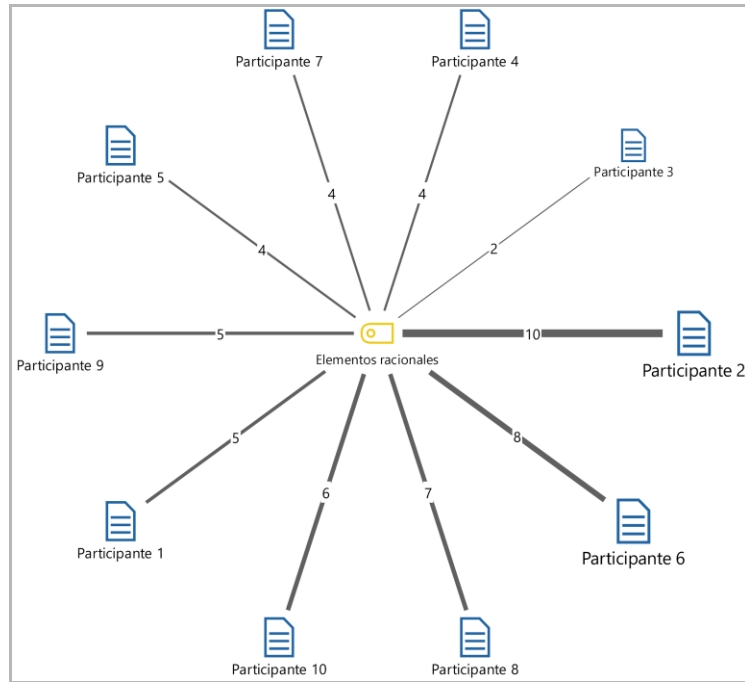 Participante 7
Participante 4
Participante 5
Participante 3
4
4
4
2
Participante 9
5
Elementos racionales
10
Participante 2
5
8
6
7
Participante 1
Participante 6
Participante 10
Participante 8